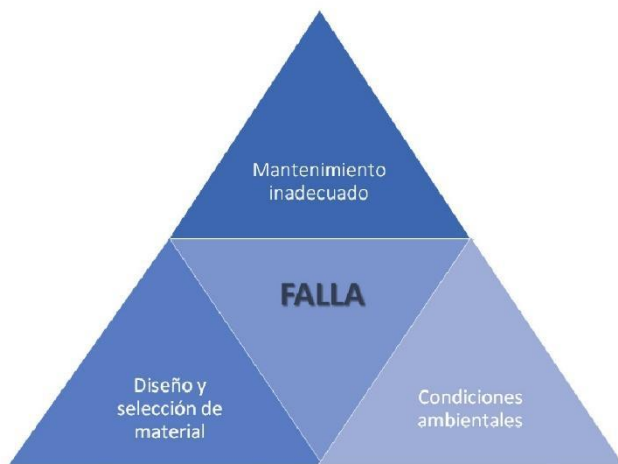 Mantenimiento
inadecuado
FALLA
Diseño y
selección de
material
Condiciones
ambientales